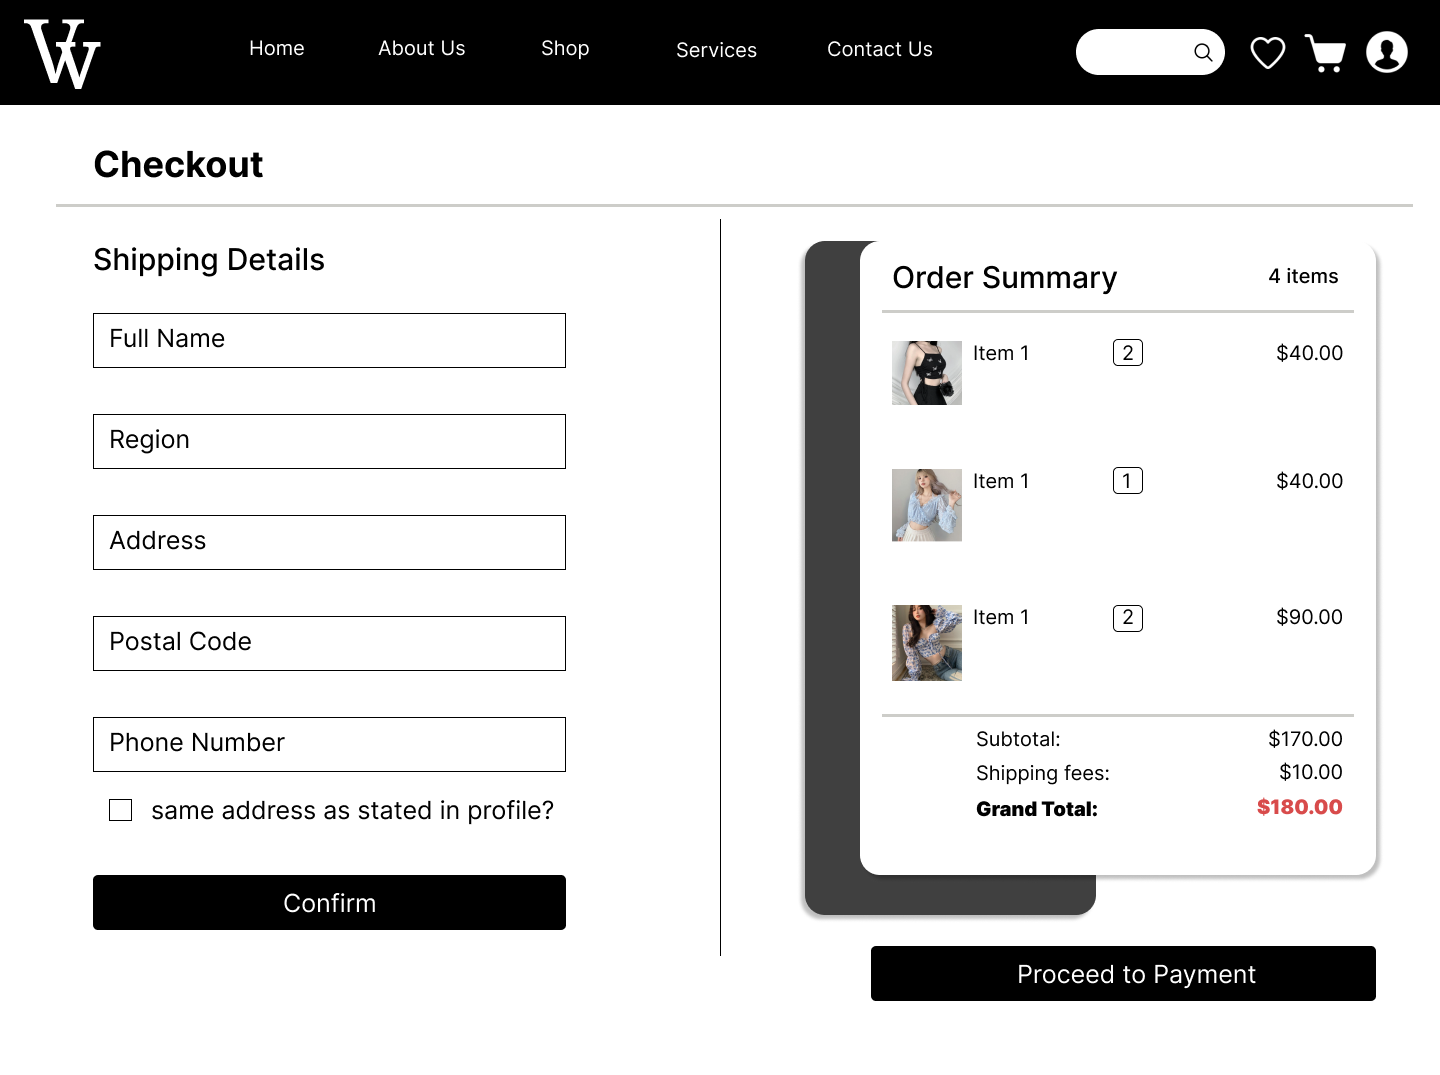 VW
Home About Us Shop Services Contact Us
Checkout
Shipping Details
Full Name
Region
Address
Postal Code
Phone Number
same address as stated in profile?
Confirm
Order Summary 4 items
Item 1 2 $40.00
Item 1 1 $40.00
Item 1 2 $90.00
Subtotal: $170.00
Shipping fees: $10.00
Grand Total: $180.00
Proceed to Payment